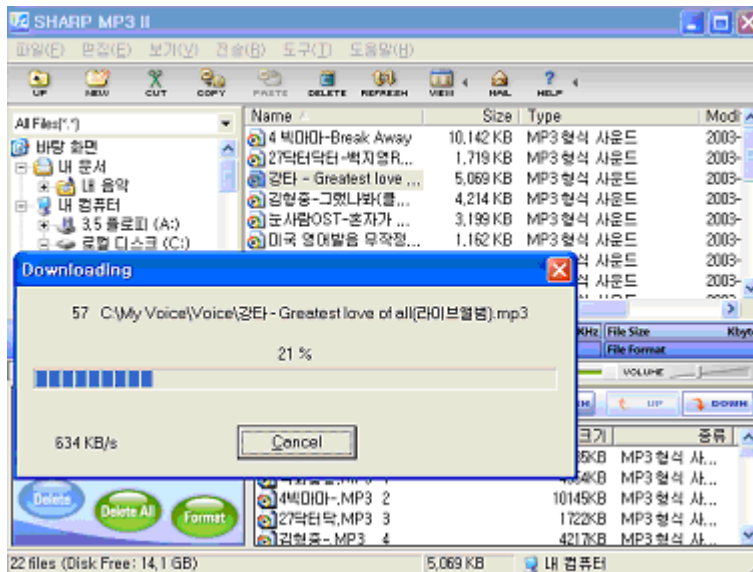 SHARP MP3 II
파일(F) 편집(E) 보기(V) 전송(B) 도구(T) 도움말(H)
UP NEW CUT COPY PASTE DELETE REFRESH VIEW MAIL HELP
All Files(*.*)
바탕 화면
내 문서
내 음악
내 컴퓨터
3.5 플로피 (A:)
로컬 디스크 (C:)
Name Size Type Modi
4 빅마마-Break Away 10,142 KB MP3 형식 사운드 2003-
27닥터닥터-백지영R... 1,719 KB MP3 형식 사운드 2003-
강타 - Greatest love ... 5,069 KB MP3 형식 사운드 2003-
김형중-그랬나봐(클... 4,214 KB MP3 형식 사운드 2003-
눈사람OST-혼자가 ... 3,199 KB MP3 형식 사운드 2003-
미국 영어발음 무작정... 1,162 KB MP3 형식 사운드 2003-
Downloading
57 C:\My Voice\Voice\강타 - Greatest love of all(라이브앨범).mp3
21 %
634 KB/s
Cancel
KHz File Size Kbyt
File Format
VOLUME
UP DOWN
크기 종류
MP3 형식 사...
MP3 형식 사...
4빅마마-.MP3 2 10145KB MP3 형식 사...
27닥터닥.MP3 3 1722KB MP3 형식 사...
김형중-.MP3 4 4217KB MP3 형식 사...
Delete
Delete All
Format
22 files (Disk Free: 14,1 GB) 5,069 KB 내 컴퓨터